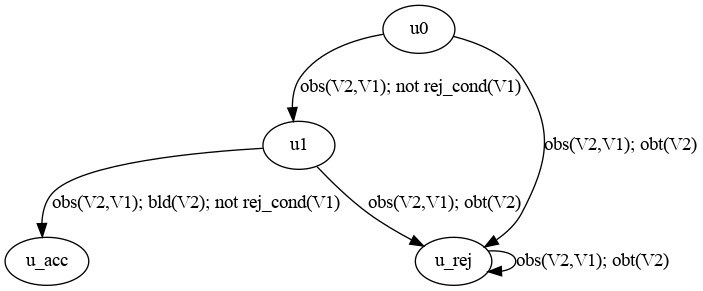 u0
obs(V2,V1); not rej_cond(V1)
u1
obs(V2,V1); obt(V2)
obs(V2,V1); bld(V2); not rej_cond(V1)
obs(V2,V1); obt(V2)
u_acc
u_rej
obs(V2,V1); obt(V2)